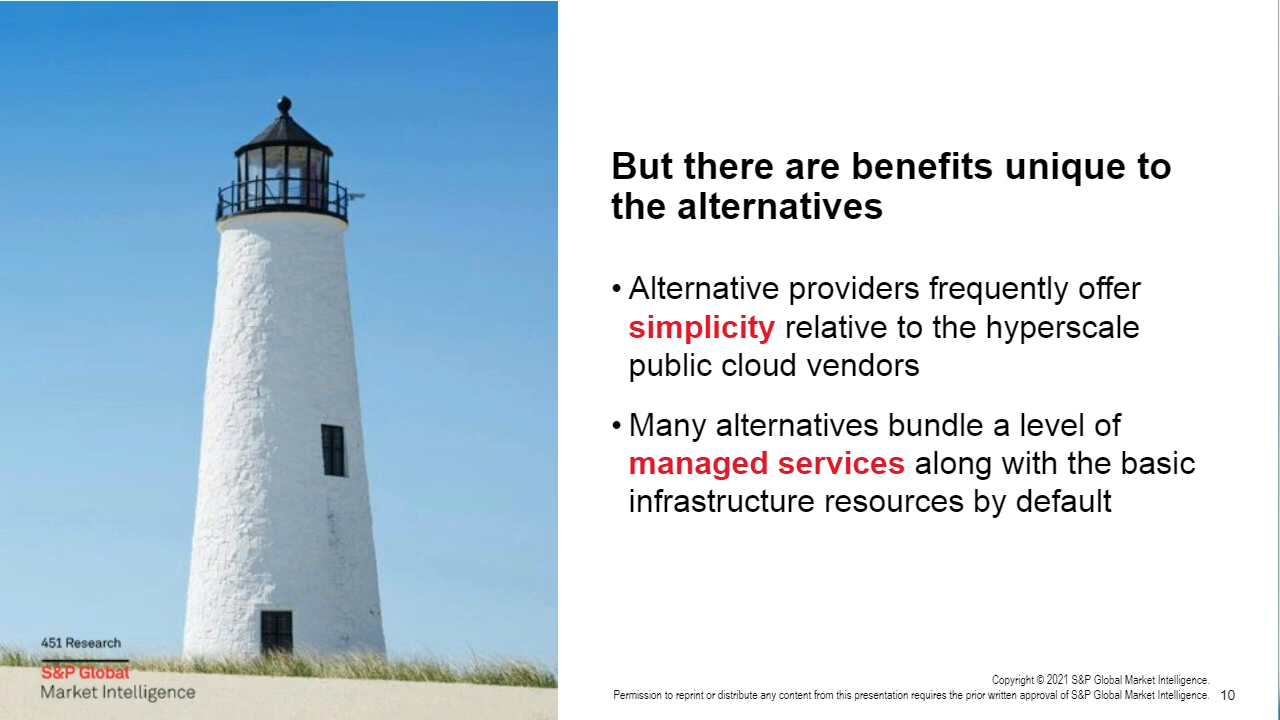 But there are benefits unique to
the alternatives
• Alternative providers frequently offer
simplicity relative to the hyperscale
public cloud vendors
• Many alternatives bundle a level of
managed services along with the basic
infrastructure resources by default
451 Research
S&P Global
Market Intelligence
Copyright © 2021 S&P Global Market Intelligence.
Permission to reprint or distribute any content from this presentation requires the prior written approval of S&P Global Market Intelligence.
10